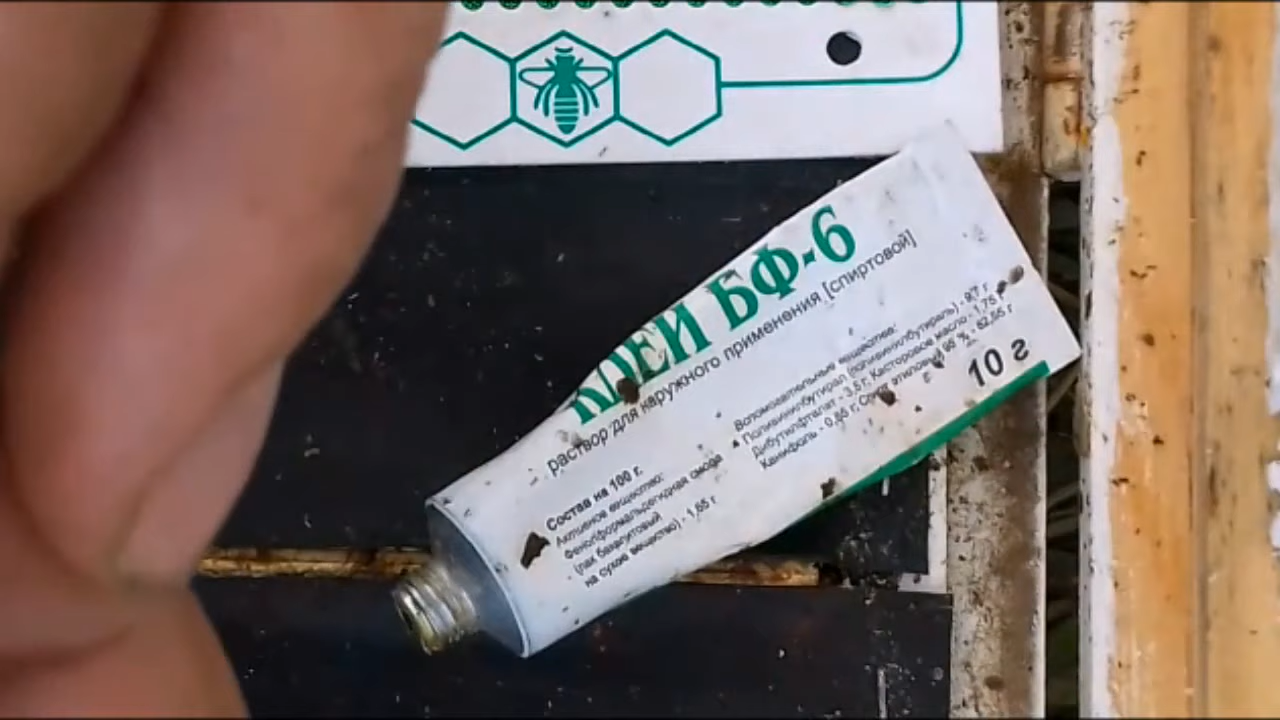 КЛЕЙ БФ-6
раствор для наружного применения [спиртовой]
Состав на 100 г.
Активное вещество:
фенолформальдегидная смола
(лак бакелитовый
на сухое вещество) - 1,65 г
Вспомогательные вещества:
Поливинилбутираль (поливинилбутираль) - 9,7 г
Дибутилфталат - 3,5 г, Касторовое масло - 1,75 г
Канифоль - 0,85 г, Спирт этиловый 95 % - 82,55 г
10 г